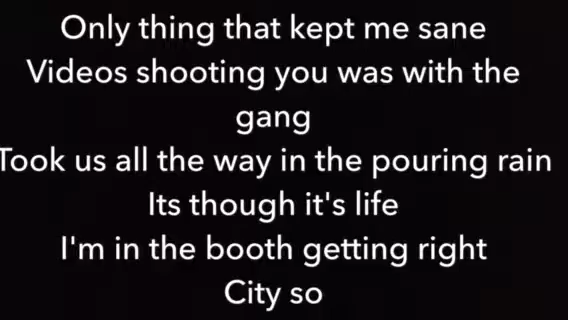 Only thing that kept me sane
Videos shooting you was with the
gang
Took us all the way in the pouring rain
Its though it's life
I'm in the booth getting right
City so